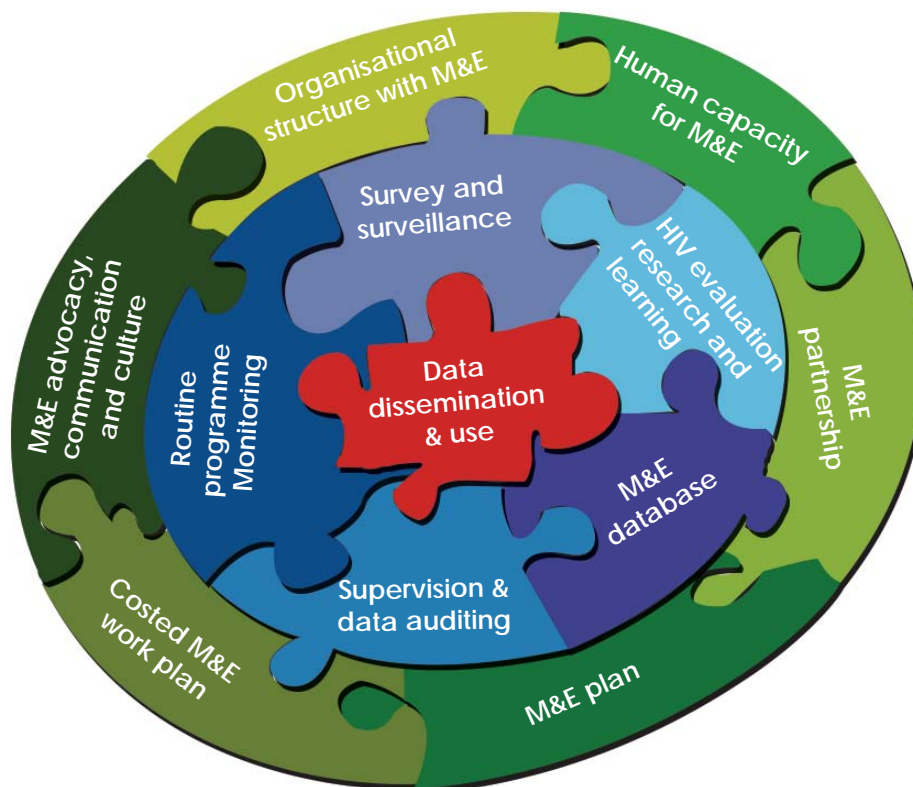 Organisational
structure with M&E
Human capacity
for M&E
Survey and
surveillance
HIV evaluation
research and
learning
M&E advocacy,
communication
and culture
Routine
programme
Monitoring
Data
dissemination
& use
M&E
partnership
M&E
database
Supervision &
data auditing
Costed M&E
work plan
M&E plan